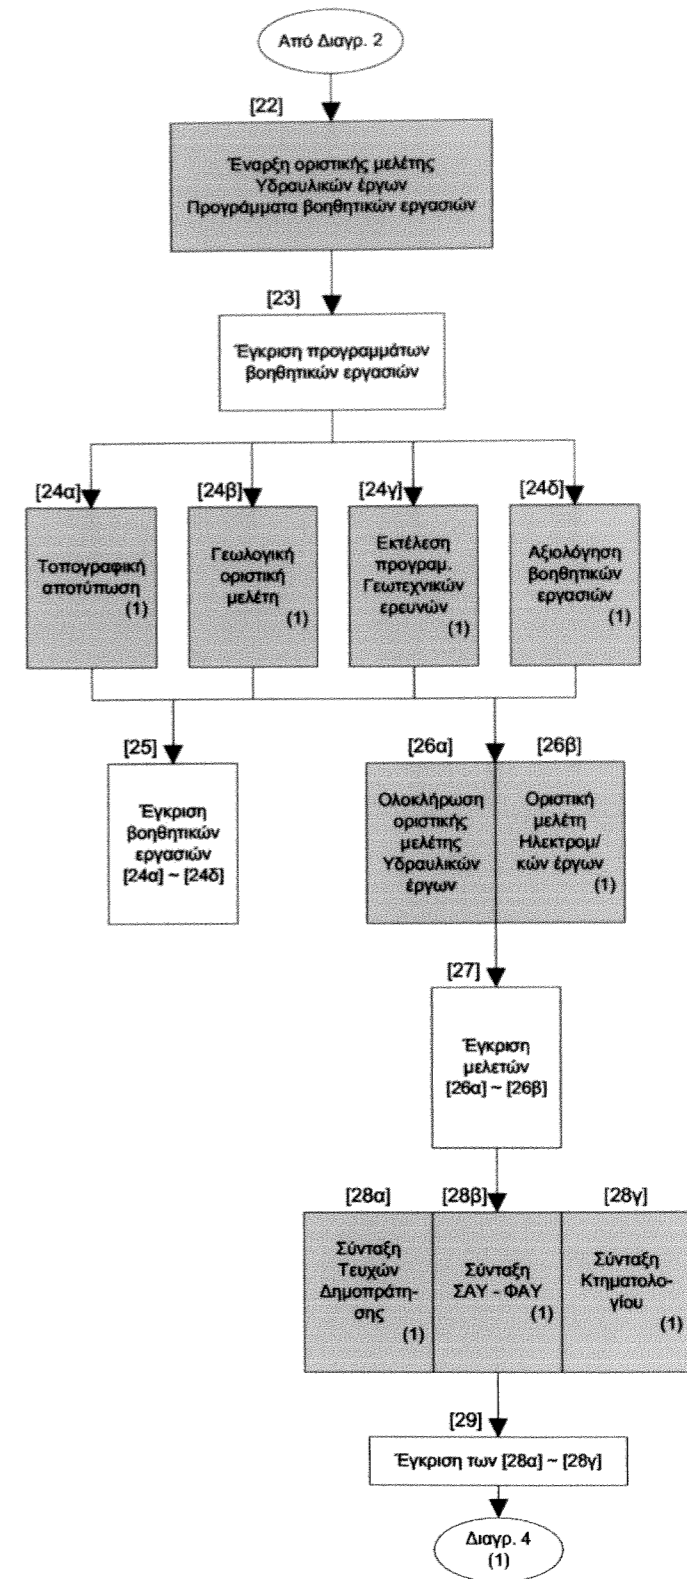 Από Διαγρ. 2
[22]
Έναρξη οριστικής μελέτης
Υδραυλικών έργων
Προγράμματα βοηθητικών εργασιών
[23]
Έγκριση προγραμμάτων
βοηθητικών εργασιών
[24α]
Τοπογραφική
αποτύπωση
(1)
[24β]
Γεωλογική
οριστική
μελέτη
(1)
[24γ]
Εκτέλεση
προγραμ.
Γεωτεχνικών
ερευνών
(1)
[24δ]
Αξιολόγηση
βοηθητικών
εργασιών
(1)
[25]
Έγκριση
βοηθητικών
εργασιών
[24α] ~ [24δ]
[26α]
Ολοκλήρωση
οριστικής
μελέτης
Υδραυλικών
έργων
[26β]
Οριστική
μελέτη
Ηλεκτρομ/
κών έργων
(1)
[27]
Έγκριση
μελετών
[26α] ~ [26β]
[28α]
Σύνταξη
Τευχών
Δημοπράτη-
σης
(1)
[28β]
Σύνταξη
ΣΑΥ - ΦΑΥ
(1)
[28γ]
Σύνταξη
Κτηματολο-
γίου
(1)
[29]
Έγκριση των [28α] ~ [28γ]
Διαγρ. 4
(1)